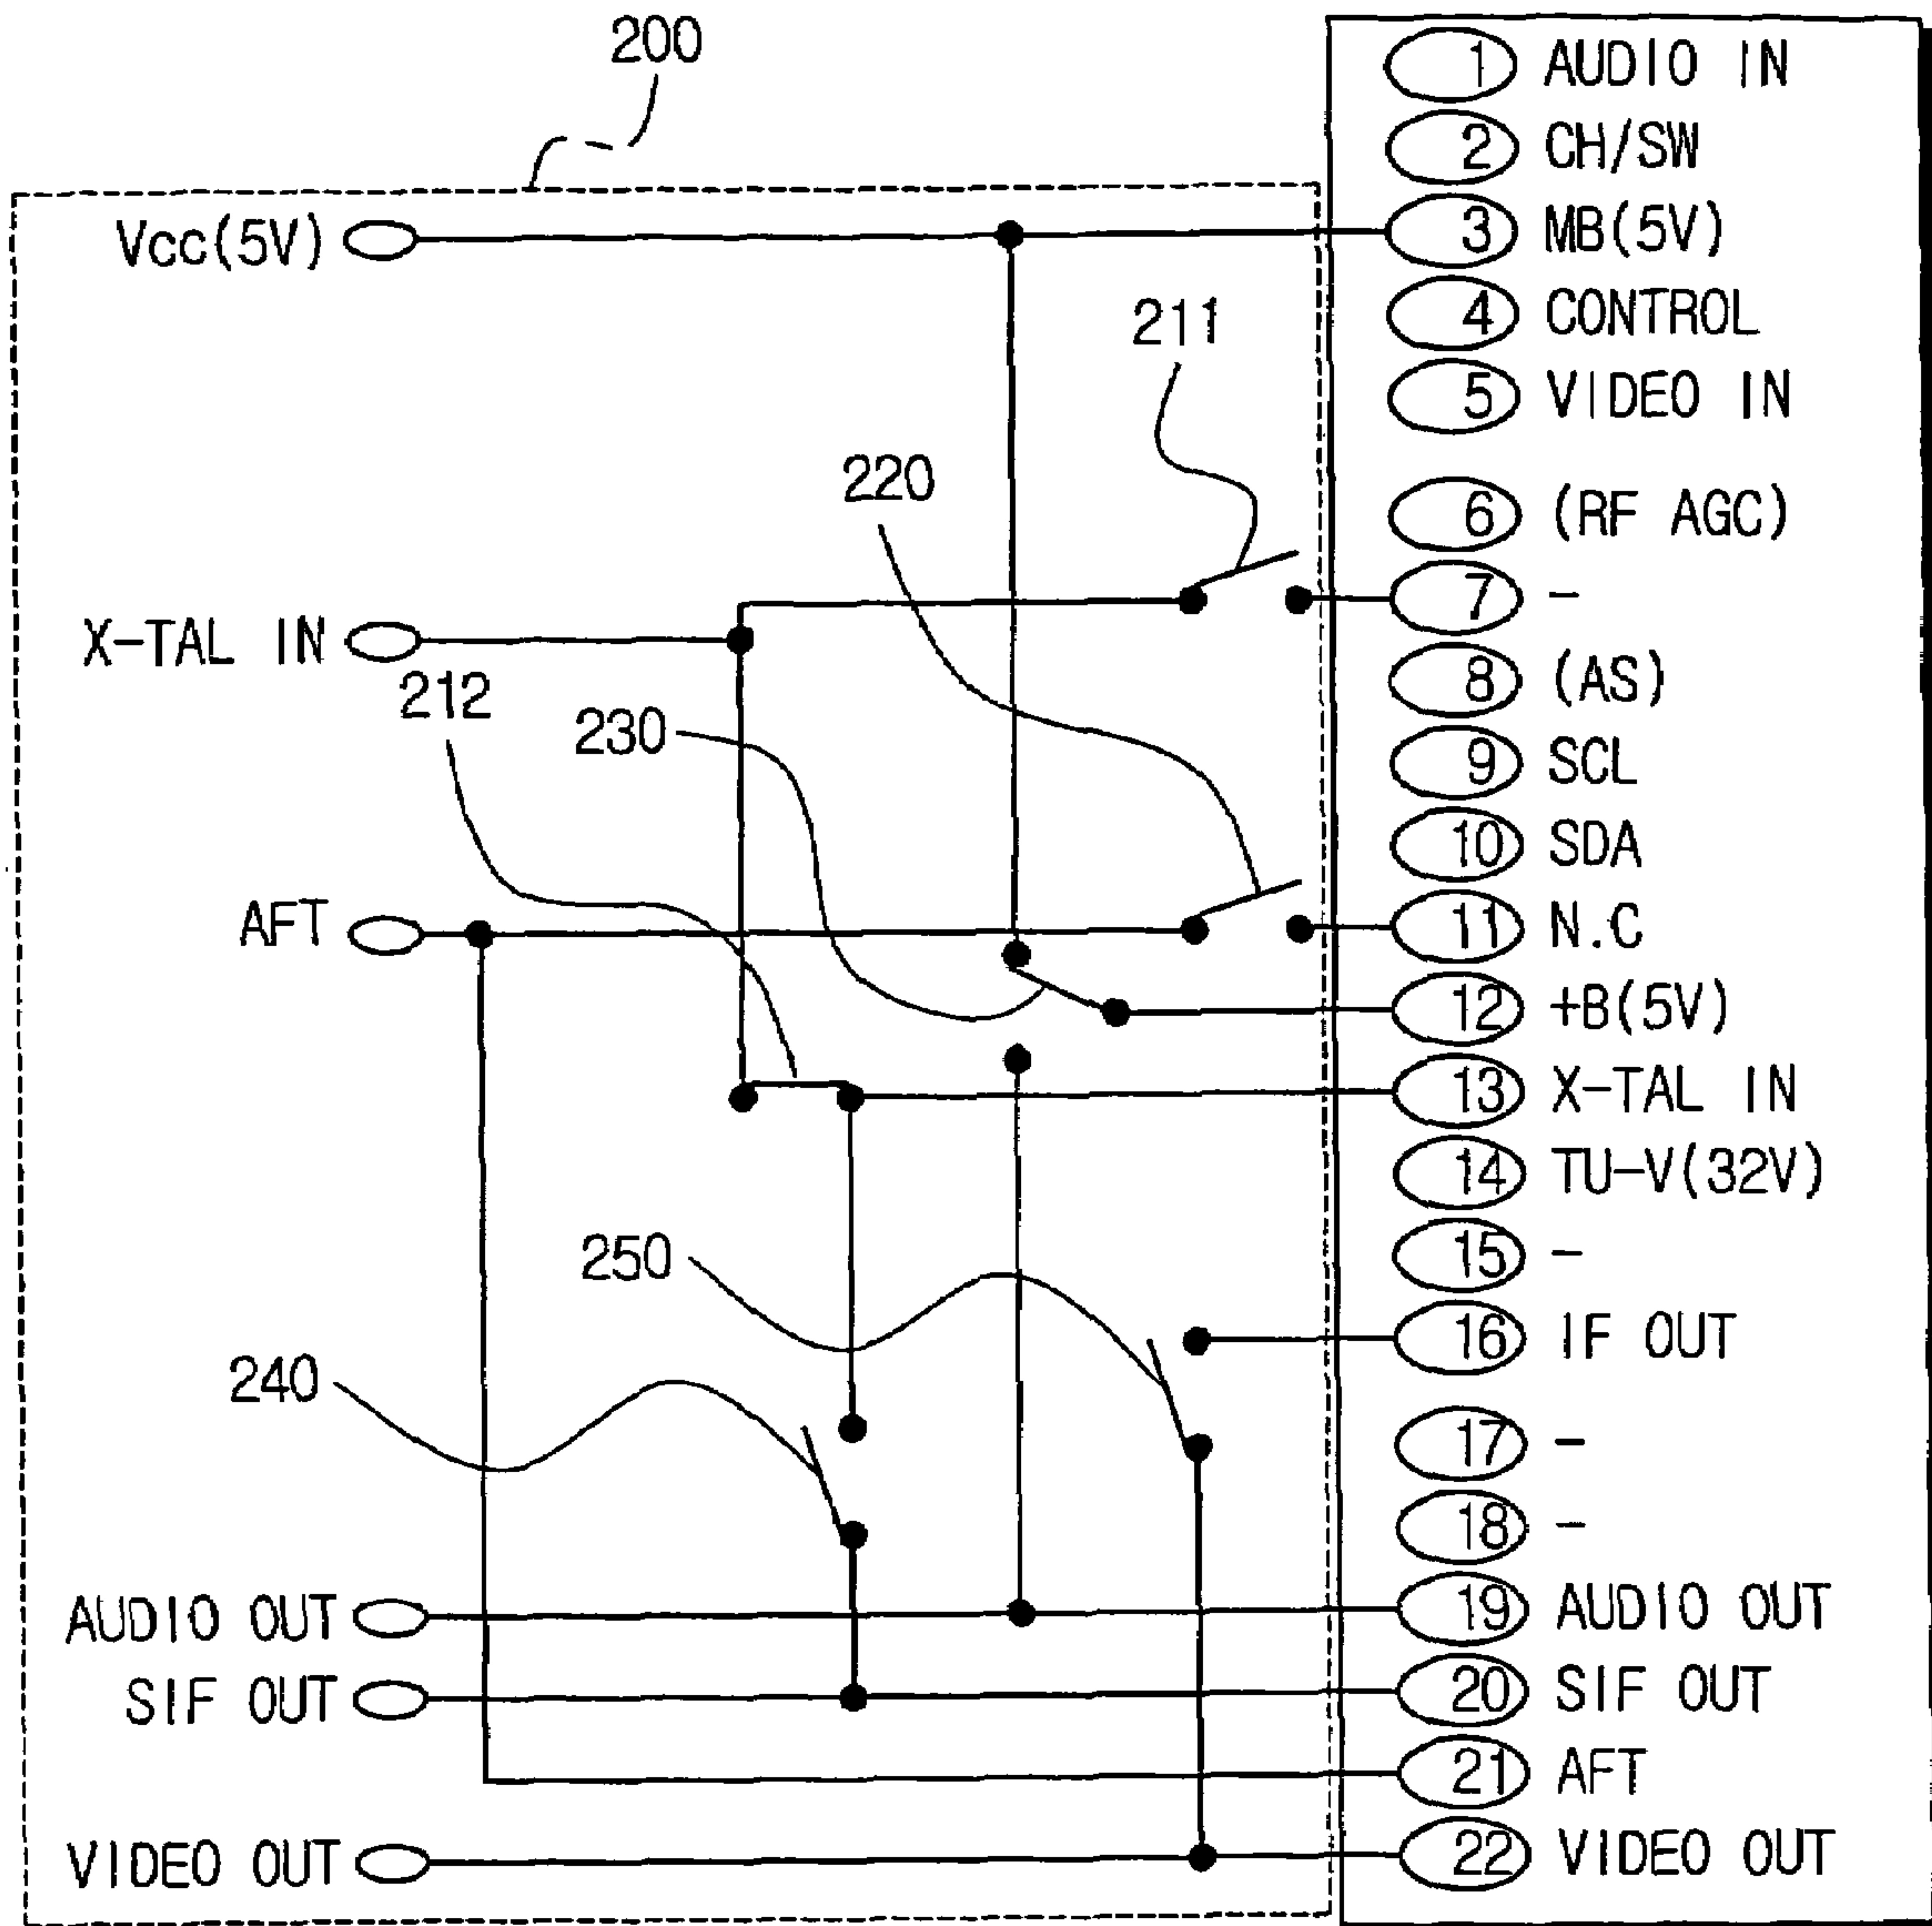 200
1 AUDIO IN
2 CH/SW
Vcc(5V)
3 MB(5V)
4 CONTROL
211
5 VIDEO IN
220
6 (RF AGC)
7 -
X-TAL IN
8 (AS)
212
230
9 SCL
10 SDA
AFT
11 N.C
12 +B(5V)
13 X-TAL IN
14 TU-V(32V)
250
15 -
16 IF OUT
240
17 -
18 -
AUDIO OUT
19 AUDIO OUT
SIF OUT
20 SIF OUT
21 AFT
VIDEO OUT
22 VIDEO OUT